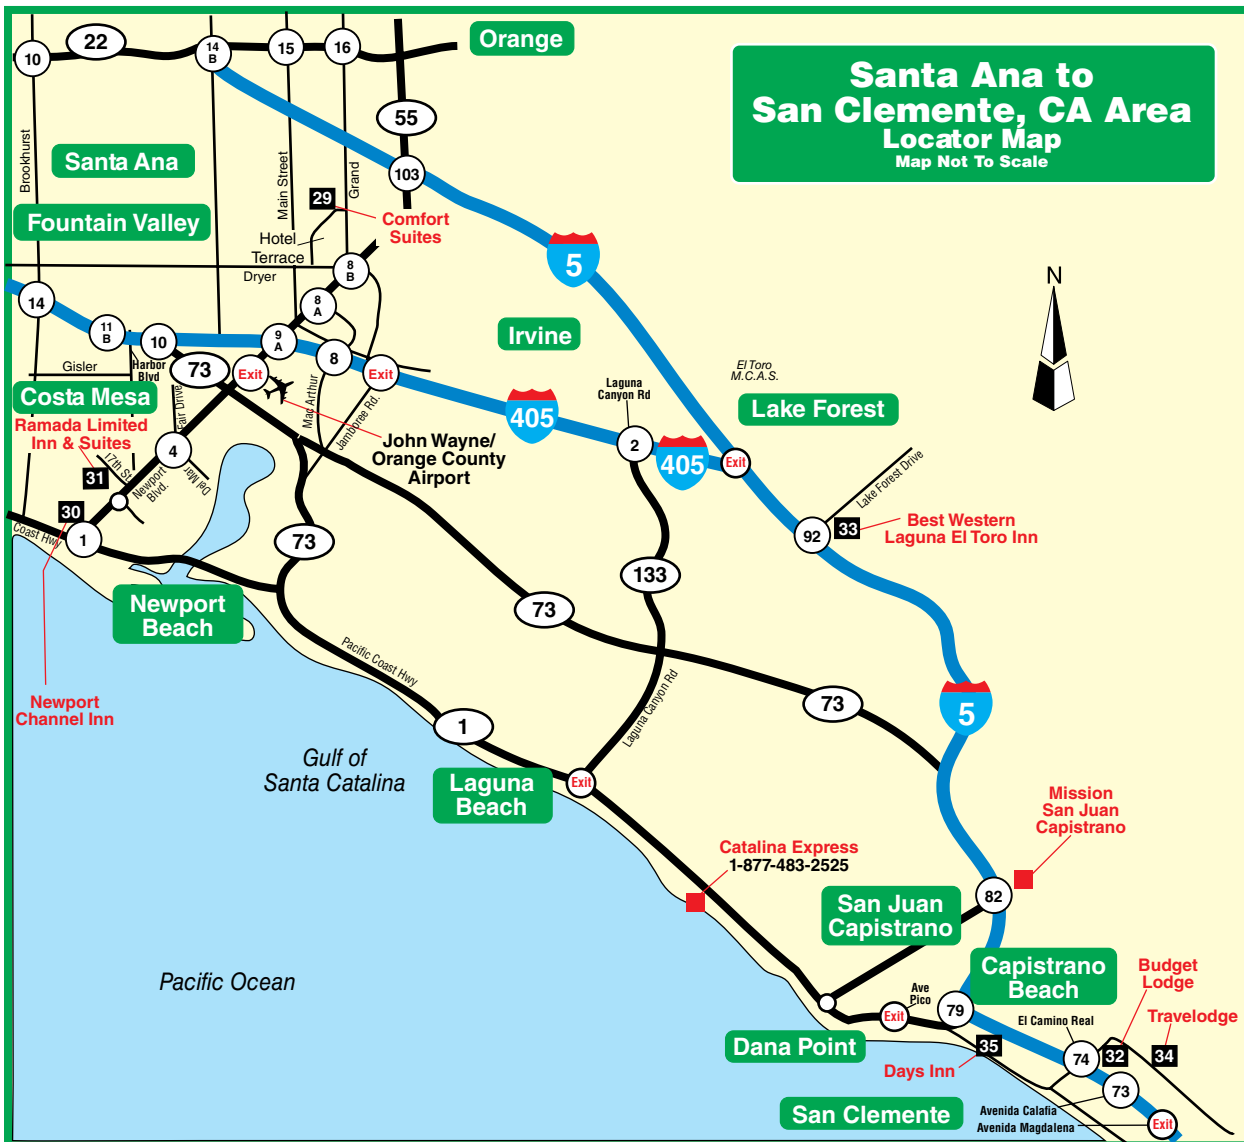 Santa Ana to
San Clemente, CA Area
Locator Map
Map Not To Scale
22
Orange
10
14
B
15
16
55
103
Brookhurst
Main Street
Grand
Santa Ana
Fountain Valley
29
Comfort
Suites
Hotel
Terrace
Dryer
8
B
8
A
5
N
14
11
B
10
9
A
8
Exit
Exit
Irvine
El Toro
M.C.A.S.
Gisler
Harbor
Blvd
73
Costa Mesa
Fair Drive
Mac Arthur
Jamboree Rd.
405
Laguna
Canyon Rd
Lake Forest
Ramada Limited
Inn & Suites
31
17th St.
4
Del Mar
Newport
Blvd.
John Wayne/
Orange County
Airport
2
405
Exit
Lake Forest Drive
30
Coast Hwy
1
73
92
33
Best Western
Laguna El Toro Inn
133
73
Newport
Beach
Pacific Coast Hwy
Laguna Canyon Rd
Newport
Channel Inn
1
73
5
Gulf of
Santa Catalina
Laguna
Beach
Exit
Mission
San Juan
Capistrano
Catalina Express
1-877-483-2525
82
San Juan
Capistrano
Pacific Ocean
Capistrano
Beach
Budget
Lodge
Ave
Pico
Exit
79
El Camino Real
Travelodge
Dana Point
35
Days Inn
74
32
34
73
San Clemente
Avenida Calafia
Avenida Magdalena
Exit